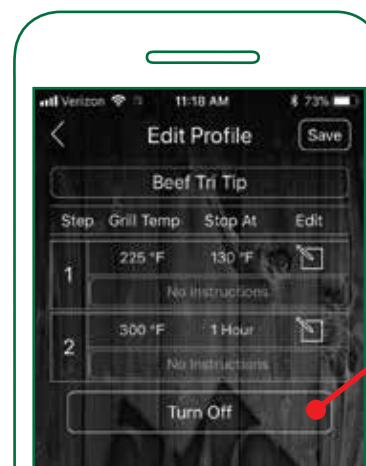 Verizon 11:18 AM 73%
Edit Profile Save
Beef Tri Tip
Step Grill Temp Stop At Edit
1 225 °F 130 °F
No Instructions
2 300 °F 1 Hour
No Instructions
Turn Off